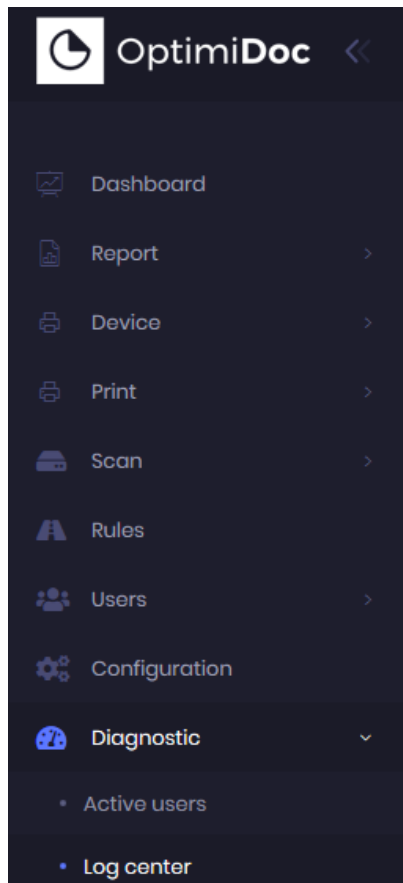 OptimiDoc
Dashboard
Report
Device
Print
Scan
Rules
Users
Configuration
Diagnostic
Active users
Log center